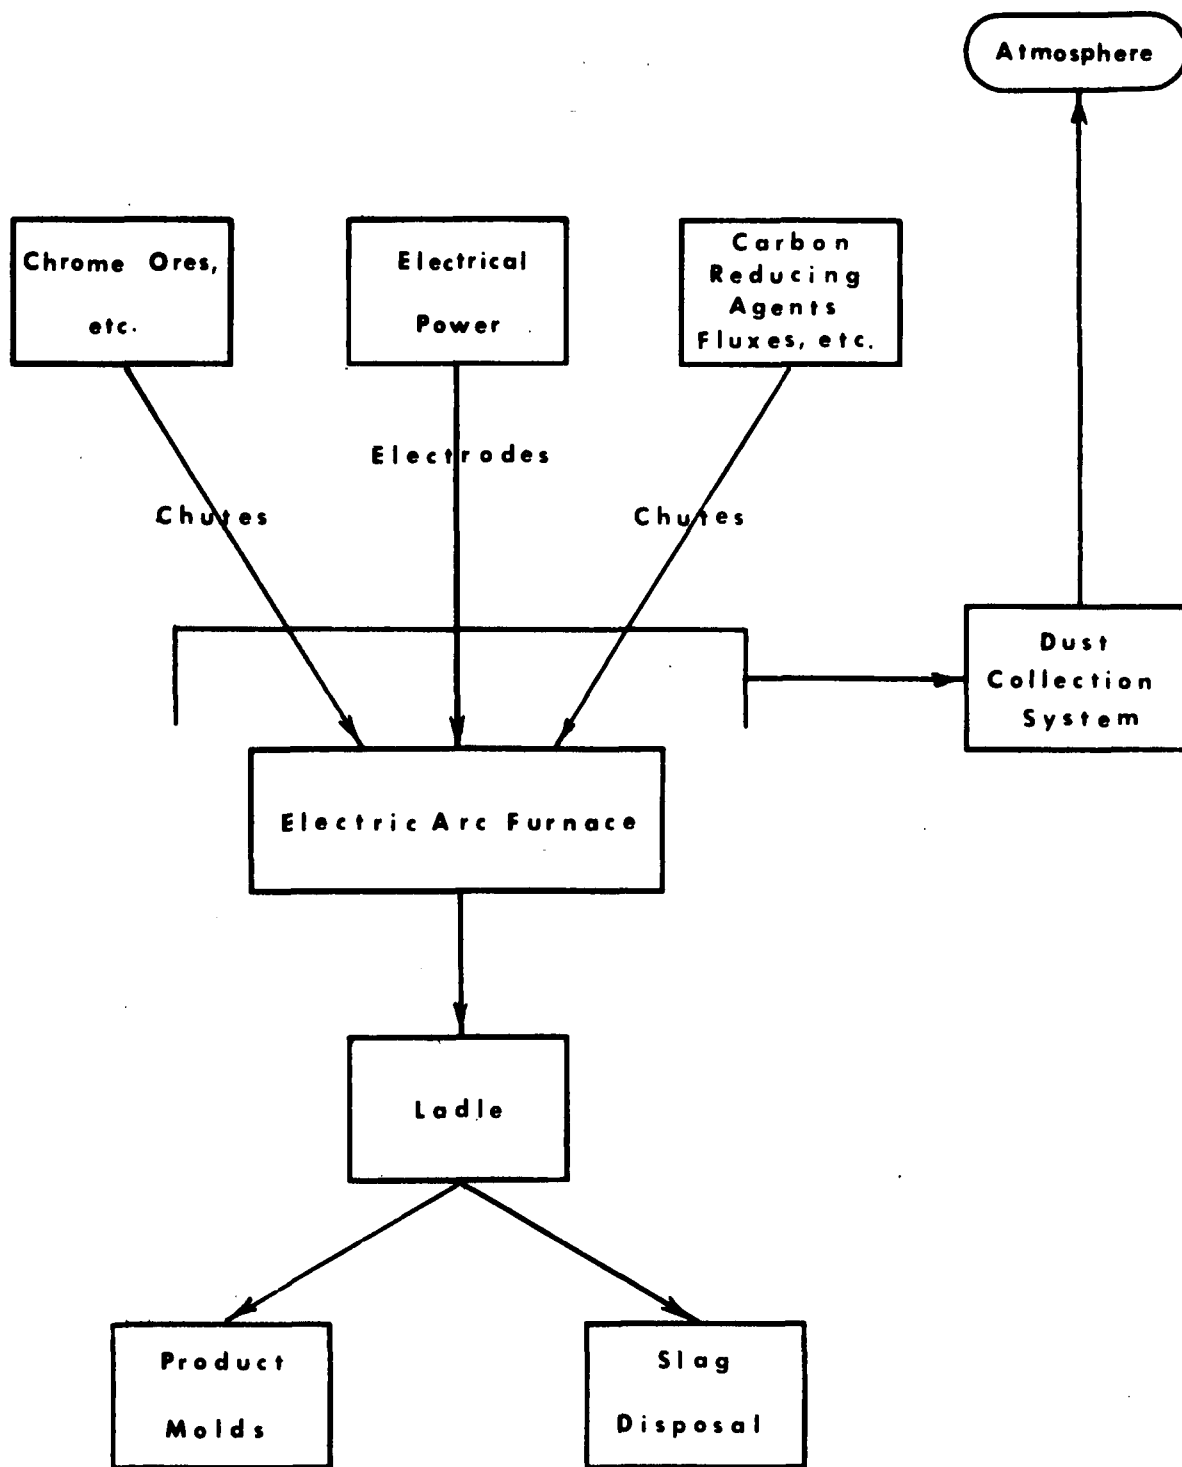 Atmosphere
Chrome Ores,
etc.
Electrical
Power
Carbon
Reducing
Agents
Fluxes, etc.
Electrodes
Chutes
Chutes
Dust
Collection
System
Electric Arc Furnace
Ladle
Product
Molds
Slag
Disposal